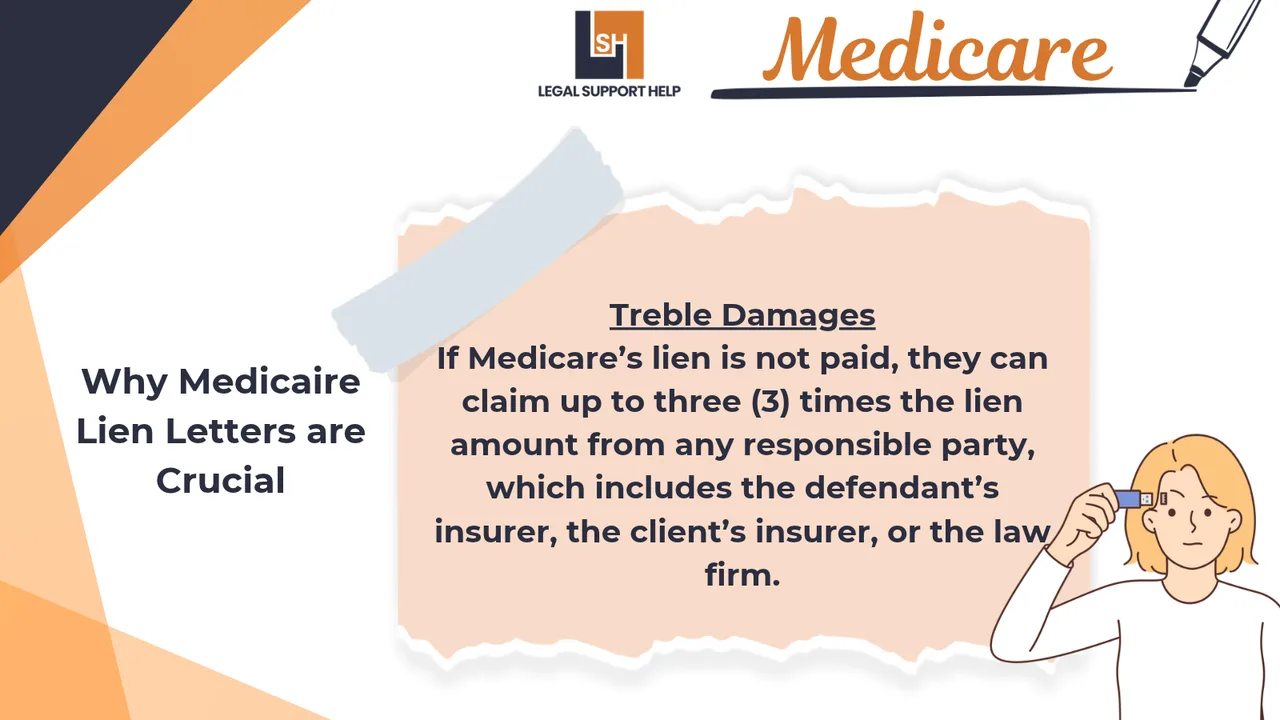 SH
LEGAL SUPPORT HELP
Medicare
Why Medicaire
Lien Letters are
Crucial
Treble Damages
If Medicare’s lien is not paid, they can
claim up to three (3) times the lien
amount from any responsible party,
which includes the defendant’s
insurer, the client’s insurer, or the law
firm.